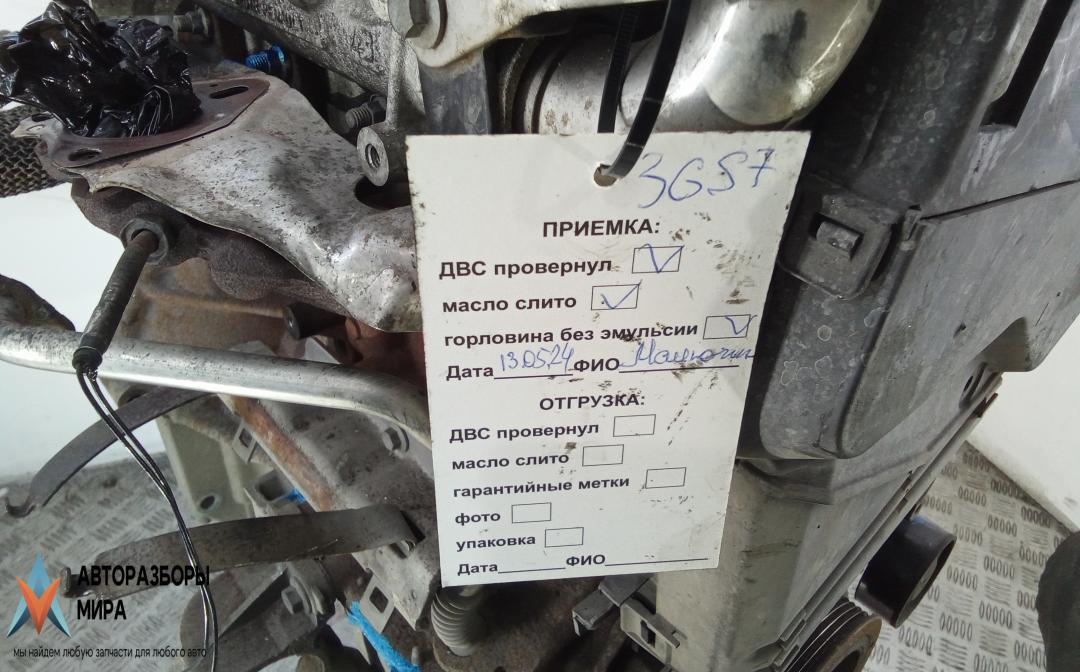 3GS7
ПРИЕМКА:
ДВС провернул
масло слито
горловина без эмульсии
Дата 13.05.24 ФИО
ОТГРУЗКА:
ДВС провернул
масло слито
гарантийные метки
фото
упаковка
Дата ФИО
АВТОРАЗБОРЫ
МИРА
мы найдем любую запчасти для любого авто